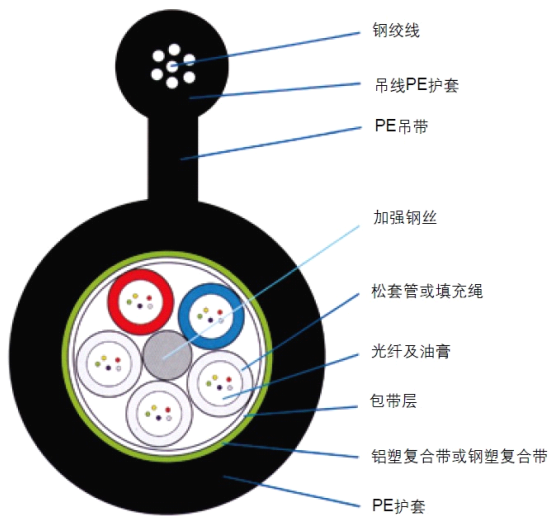 钢绞线
吊线PE护套
PE吊带
加强钢丝
松套管或填充绳
光纤及油膏
包带层
铝塑复合带或钢塑复合带
PE护套